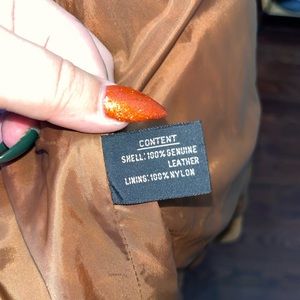 CONTENT
SHELL: 100% GENUINE
LEATHER
LINING: 100% NYLON